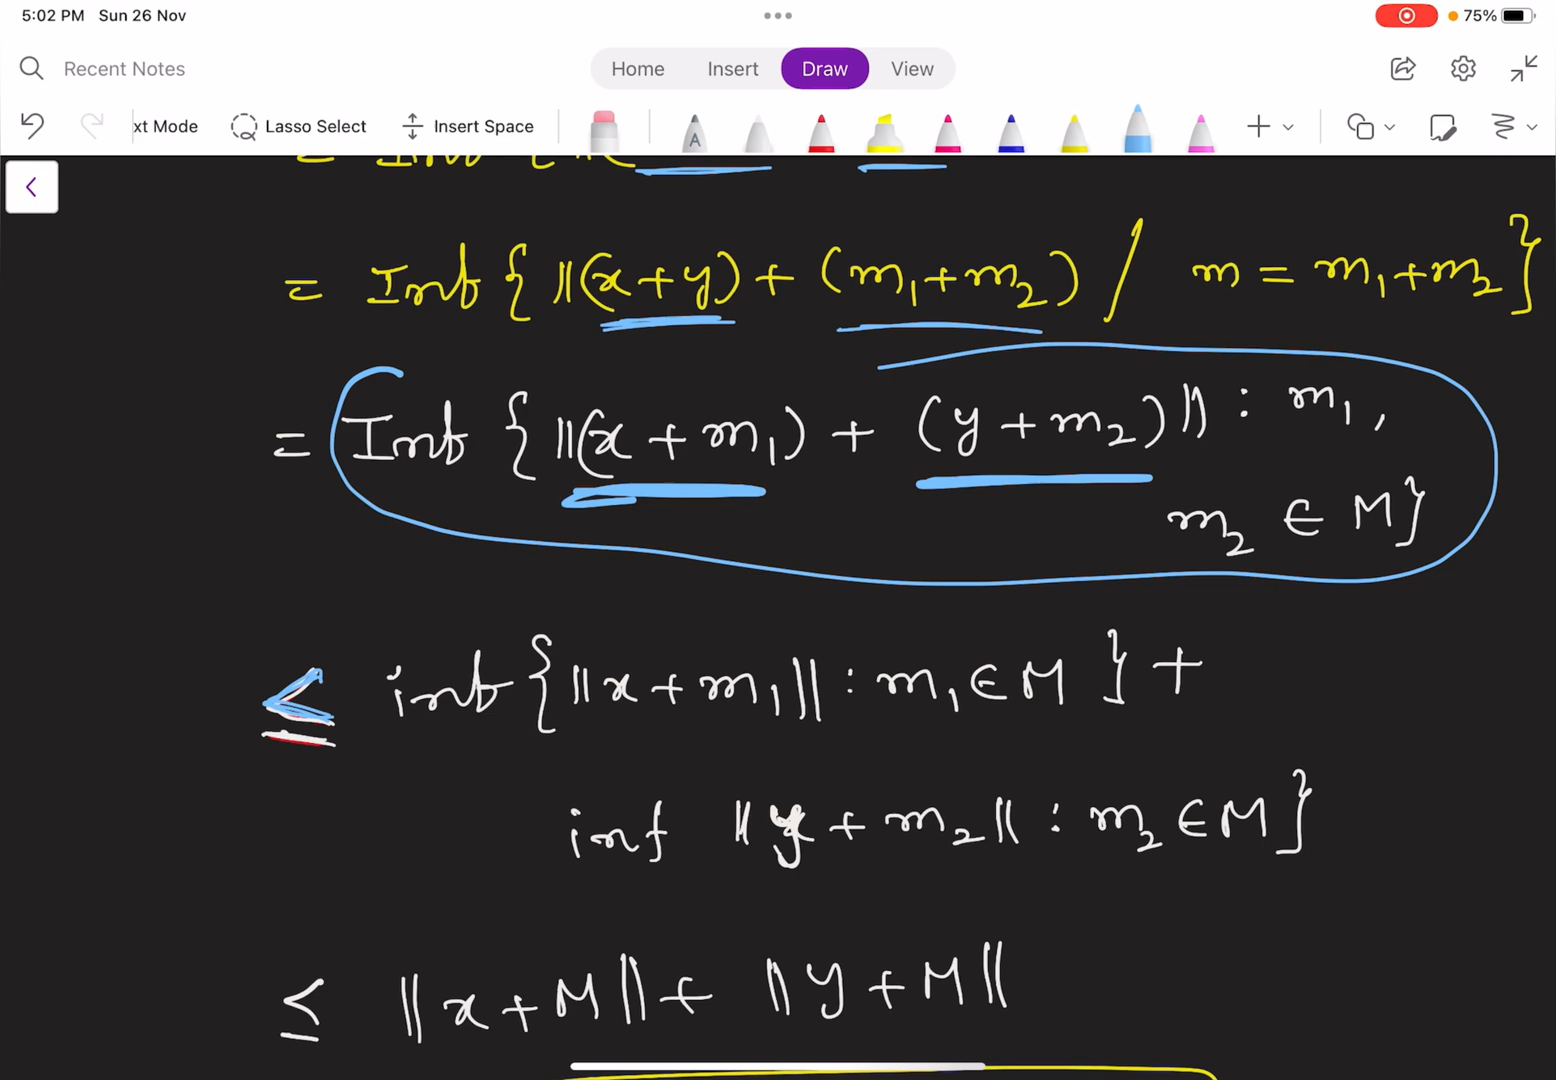 5:02 PM Sun 26 Nov
75%
Recent Notes
Home Insert Draw View
xt Mode Lasso Select Insert Space
A
= Inf { ||(x+y) + (m₁+m₂) / m = m₁+m₂}
= Inf { ||(x+m₁) + (y+m₂)|| : m₁,
m₂ ∈ M}
≤ inf { ||x+m₁|| : m₁ ∈ M } +
inf ||y+m₂|| : m₂ ∈ M}
≤ ||x+M|| + ||y+M||